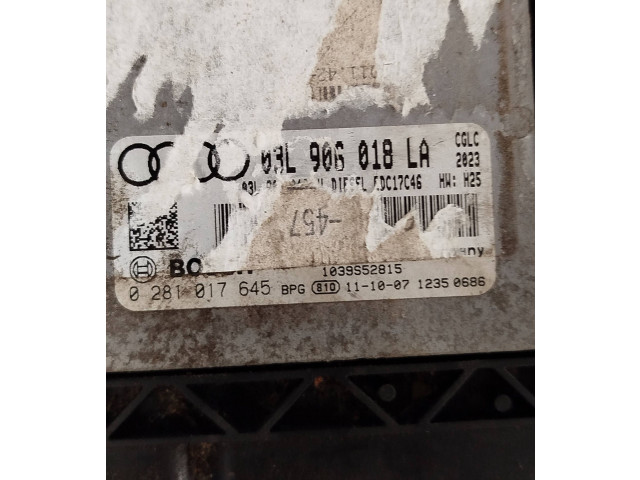 03L 906 018 LA CGLC
2023
DIESEL EDC17C46 HW: H25
-457
1039S52815
0 281 017 645 BPG 810 11-10-07 1235 0686